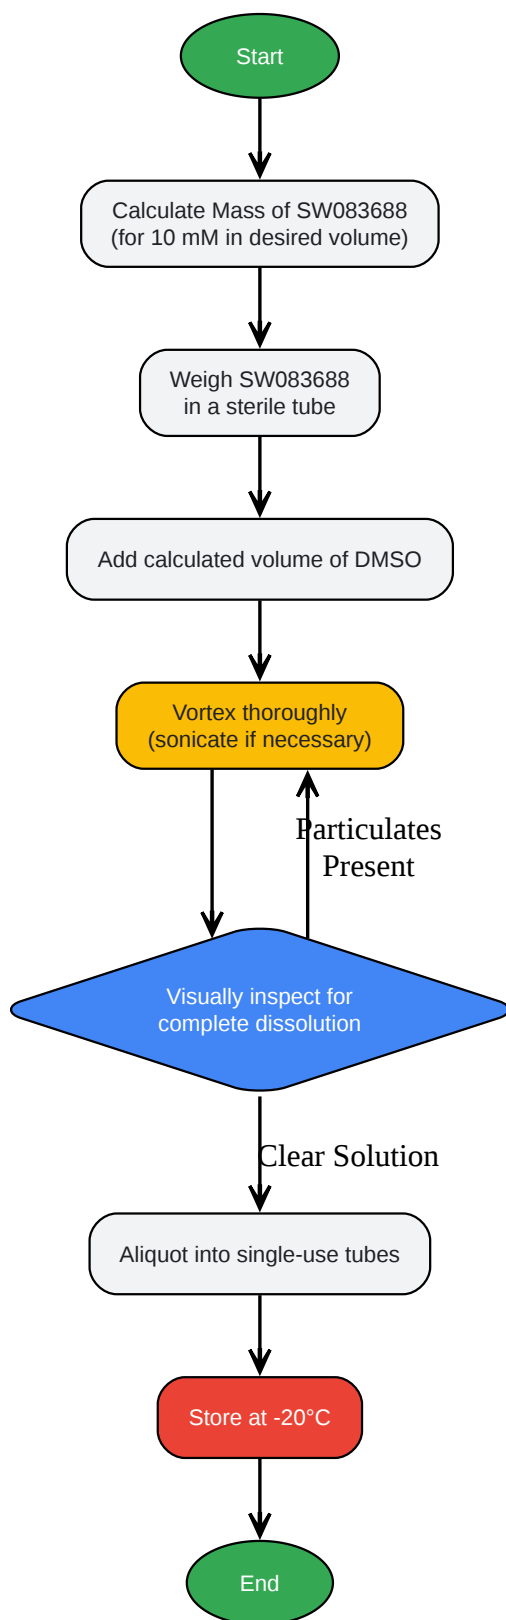 Start
Calculate Mass of SW083688
(for 10 mM in desired volume)
Weigh SW083688
in a sterile tube
Add calculated volume of DMSO
Vortex thoroughly
(sonicate if necessary)
Particulates
Present
Visually inspect for
complete dissolution
Clear Solution
Aliquot into single-use tubes
Store at -20°C
End